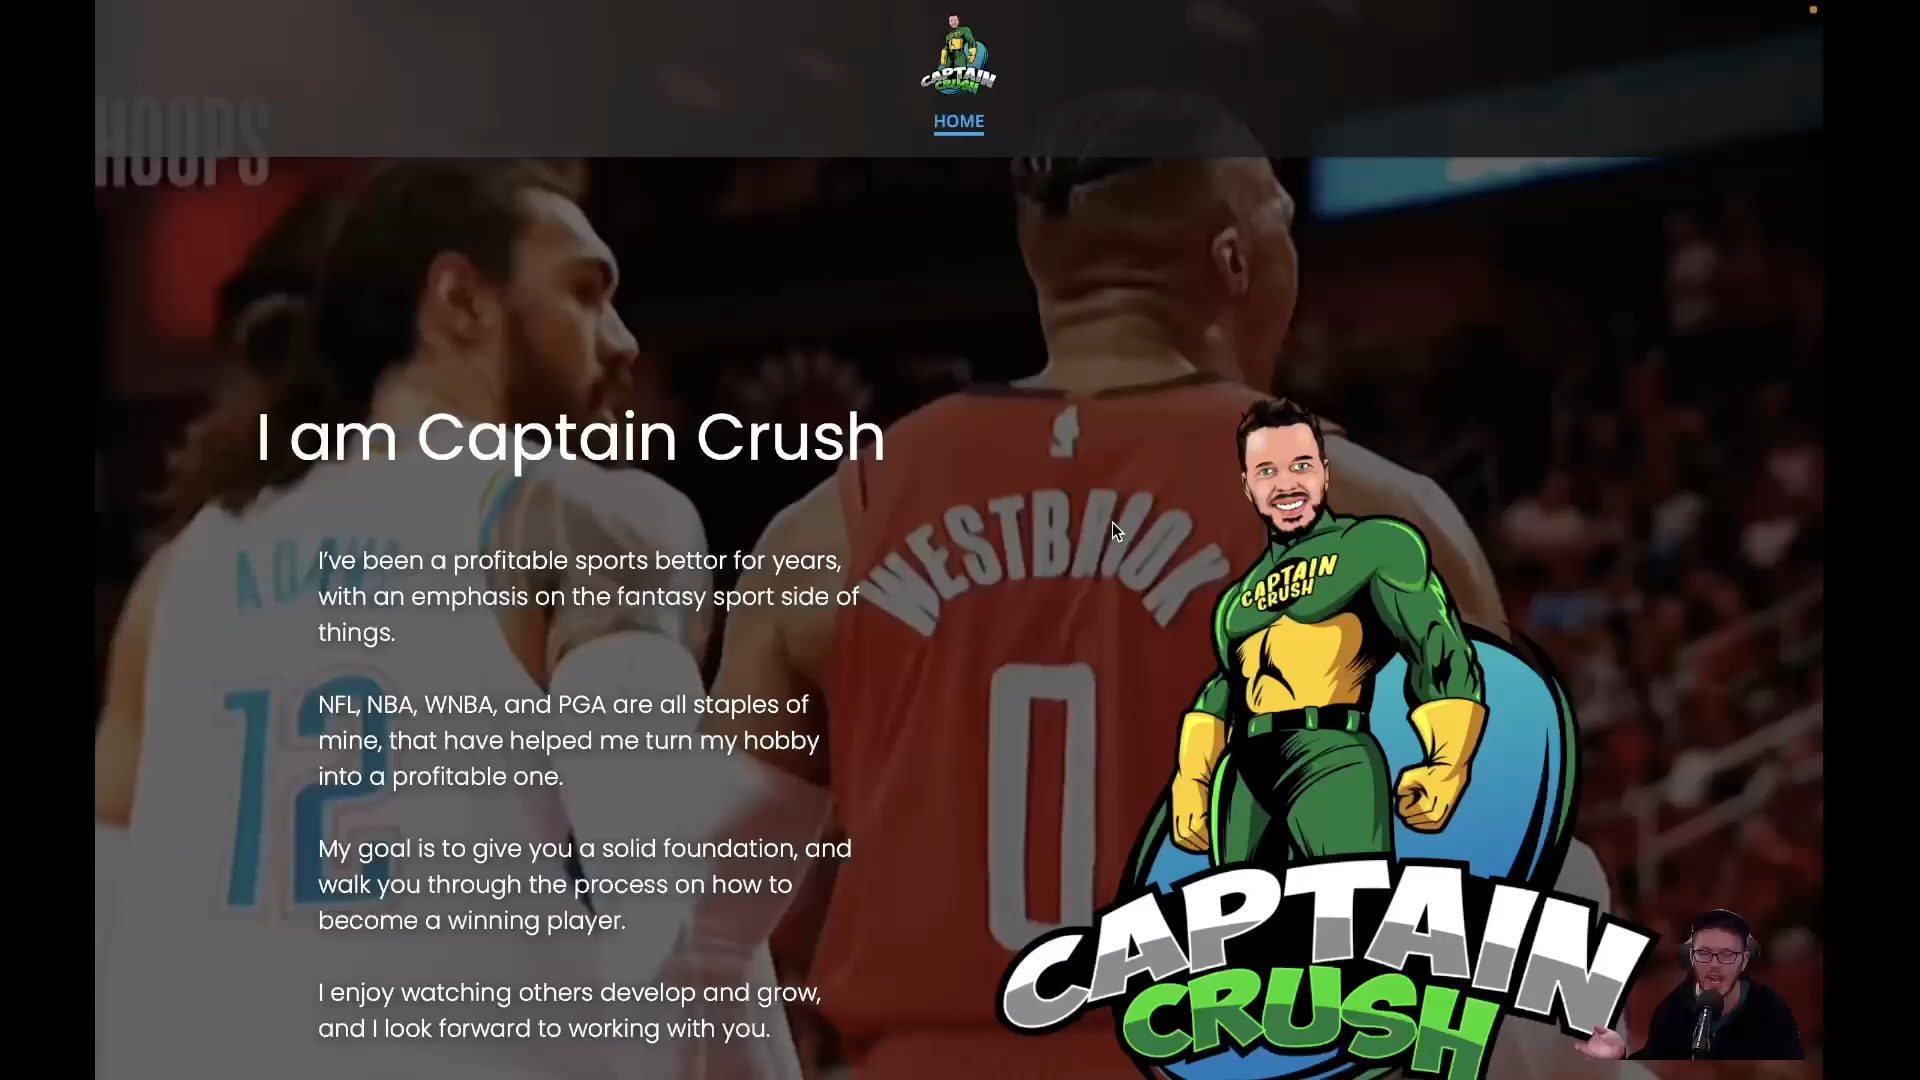 CAPTAIN
CRUSH
HOME
HOOPS
I am Captain Crush
I've been a profitable sports bettor for years,
with an emphasis on the fantasy sport side of
things.
NFL, NBA, WNBA, and PGA are all staples of
mine, that have helped me turn my hobby
into a profitable one.
My goal is to give you a solid foundation, and
walk you through the process on how to
become a winning player.
I enjoy watching others develop and grow,
and I look forward to working with you.
12
WESTBROOK
0
CAPTAIN
CRUSH
CAPTAIN
CRUSH